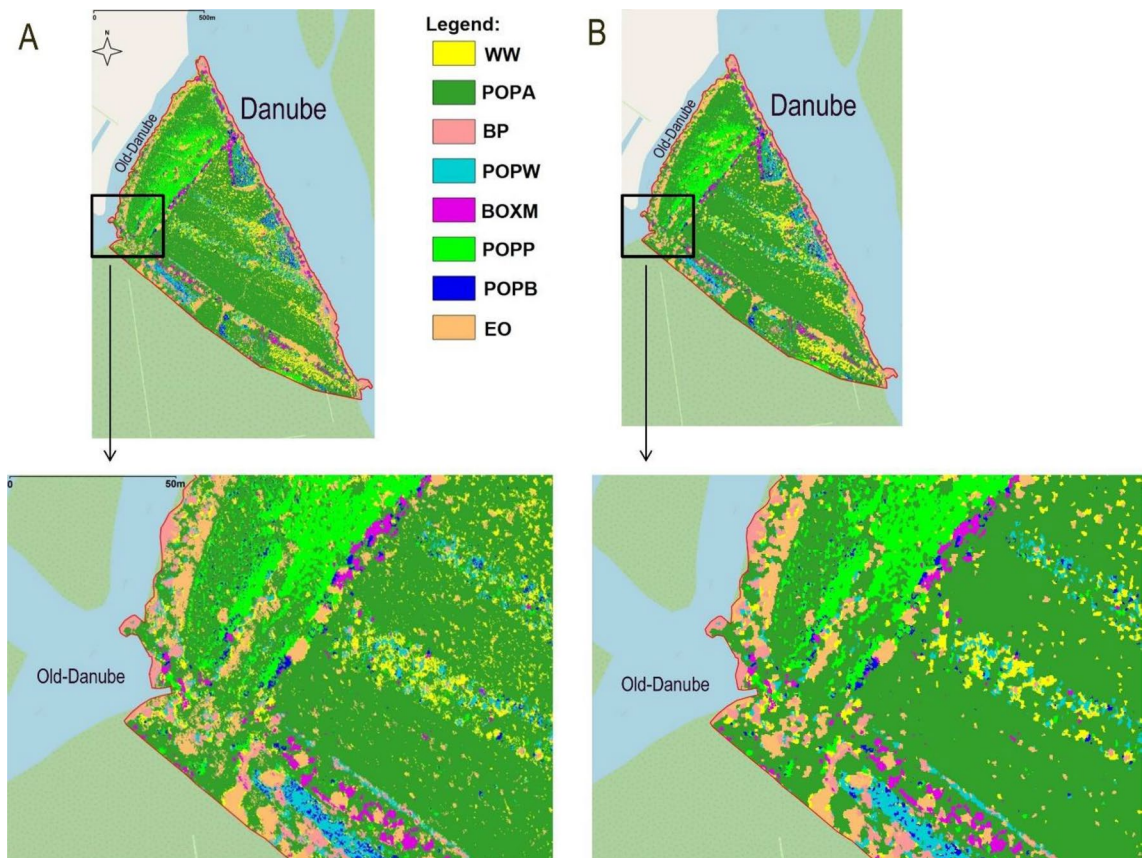 A
0
500m
N
Old-Danube
Danube
Legend:
WW
POPA
BP
POPW
BOXM
POPP
POPB
EO
B
Old-Danube
Danube
0
50m
Old-Danube
Old-Danube